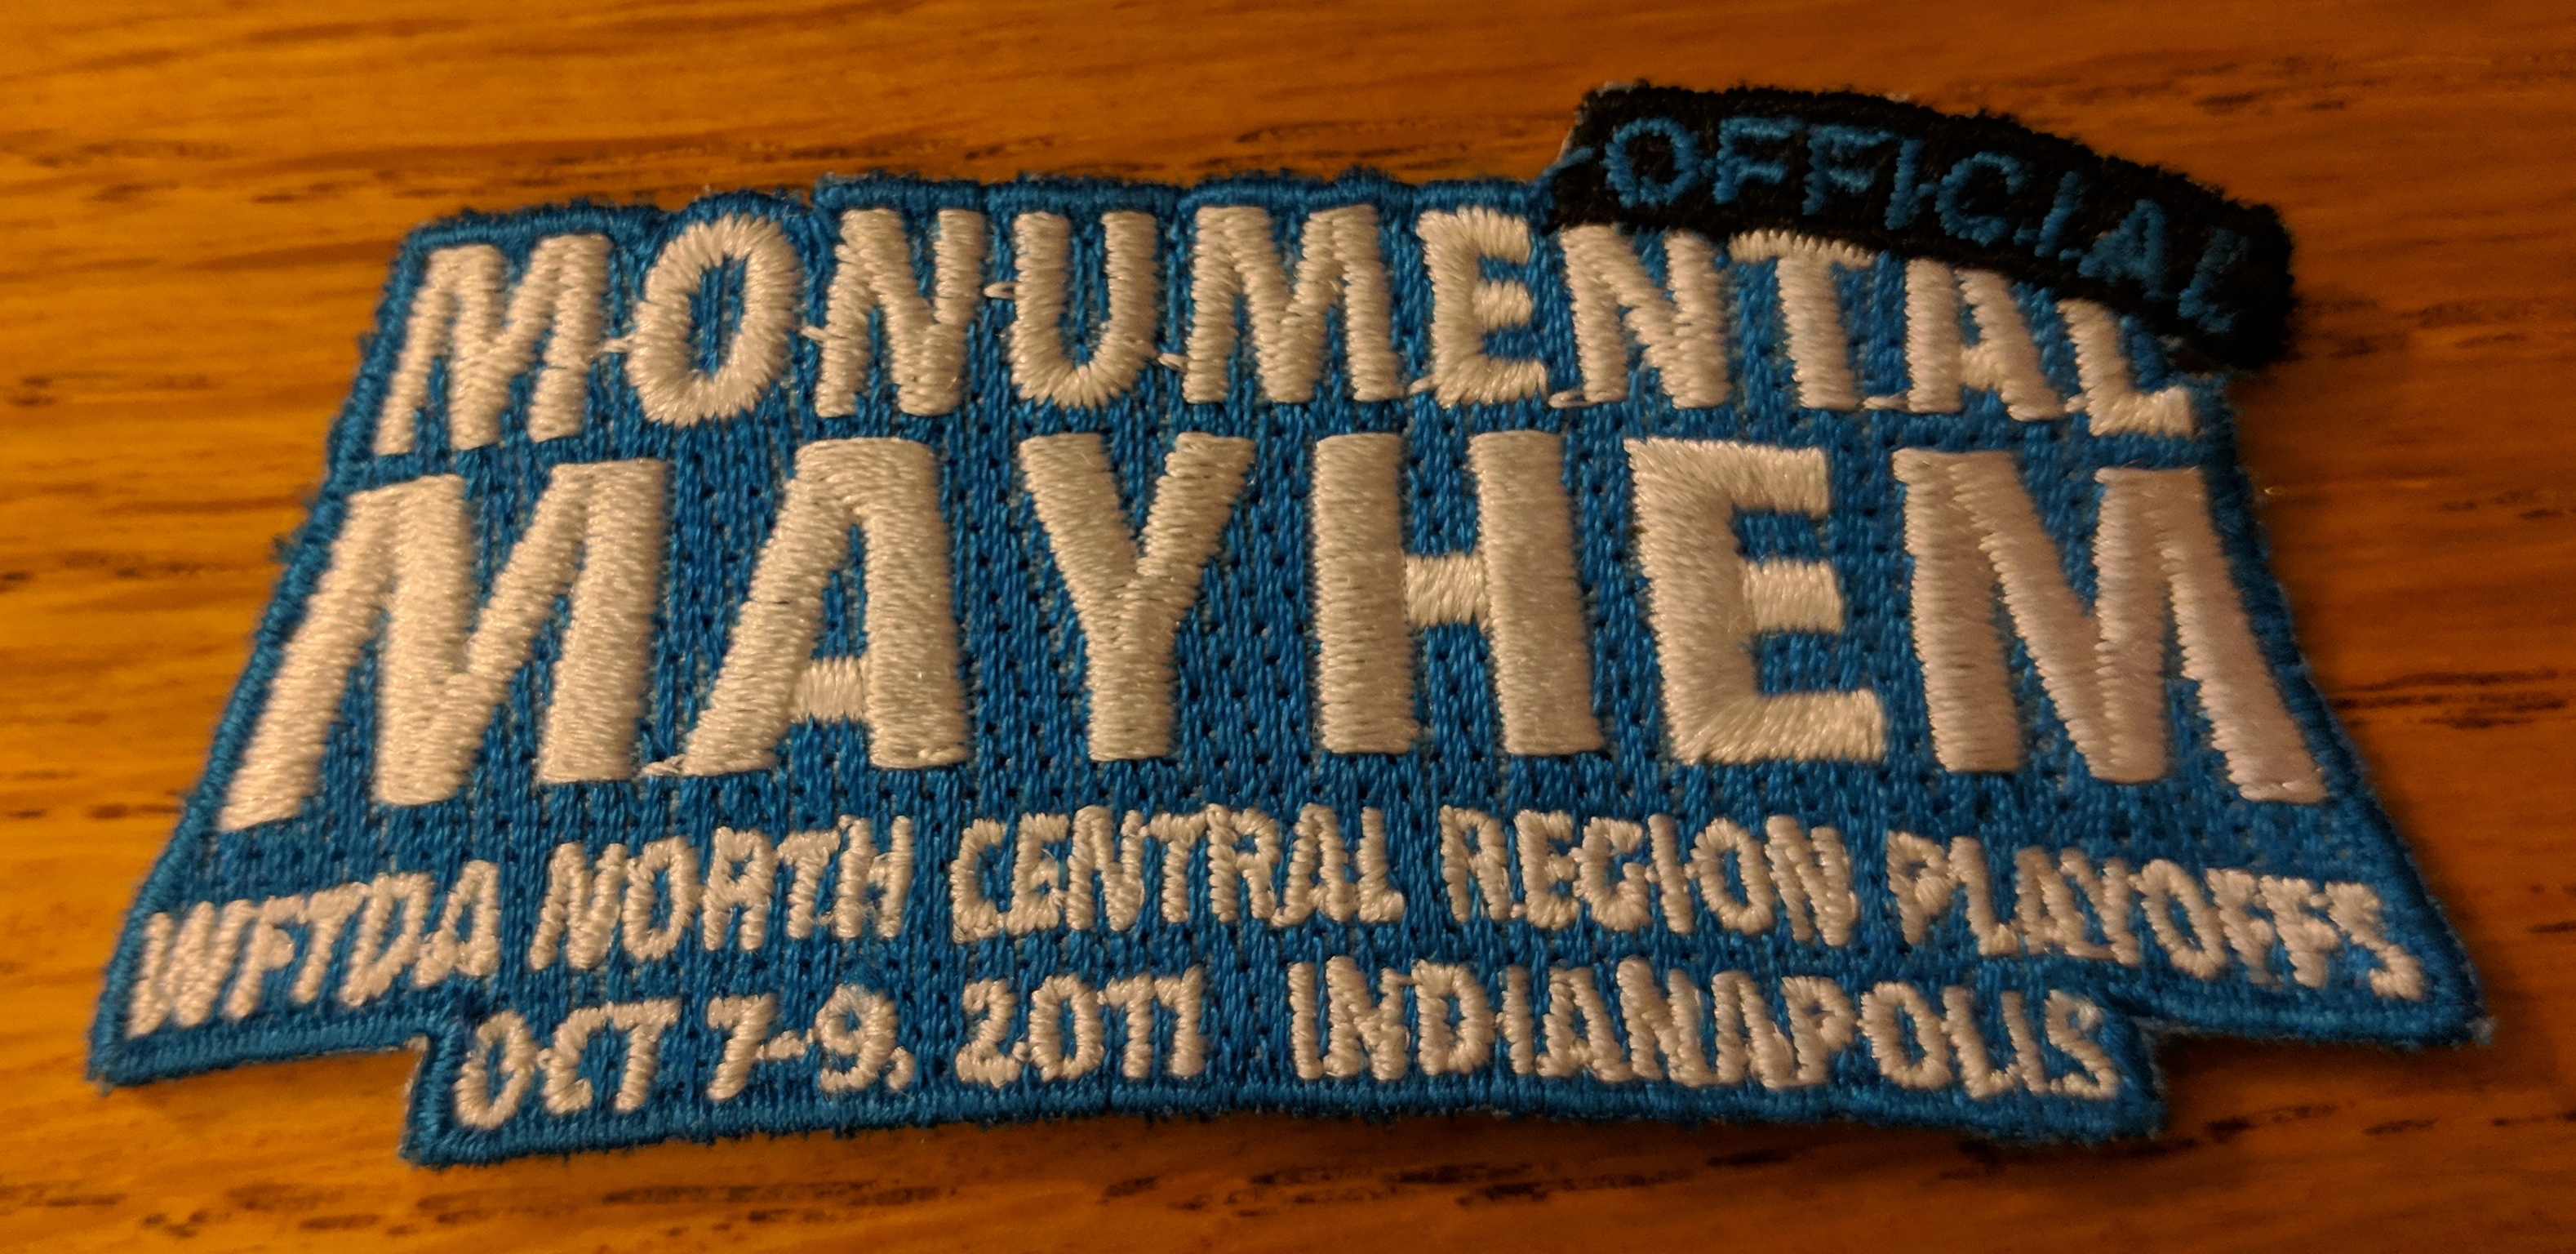 OFFICIAL
MONUMENTAL
MAYHEM
WFTDA NORTH CENTRAL REGION PLAYOFFS
OCT 7-9, 2011 INDIANAPOLIS